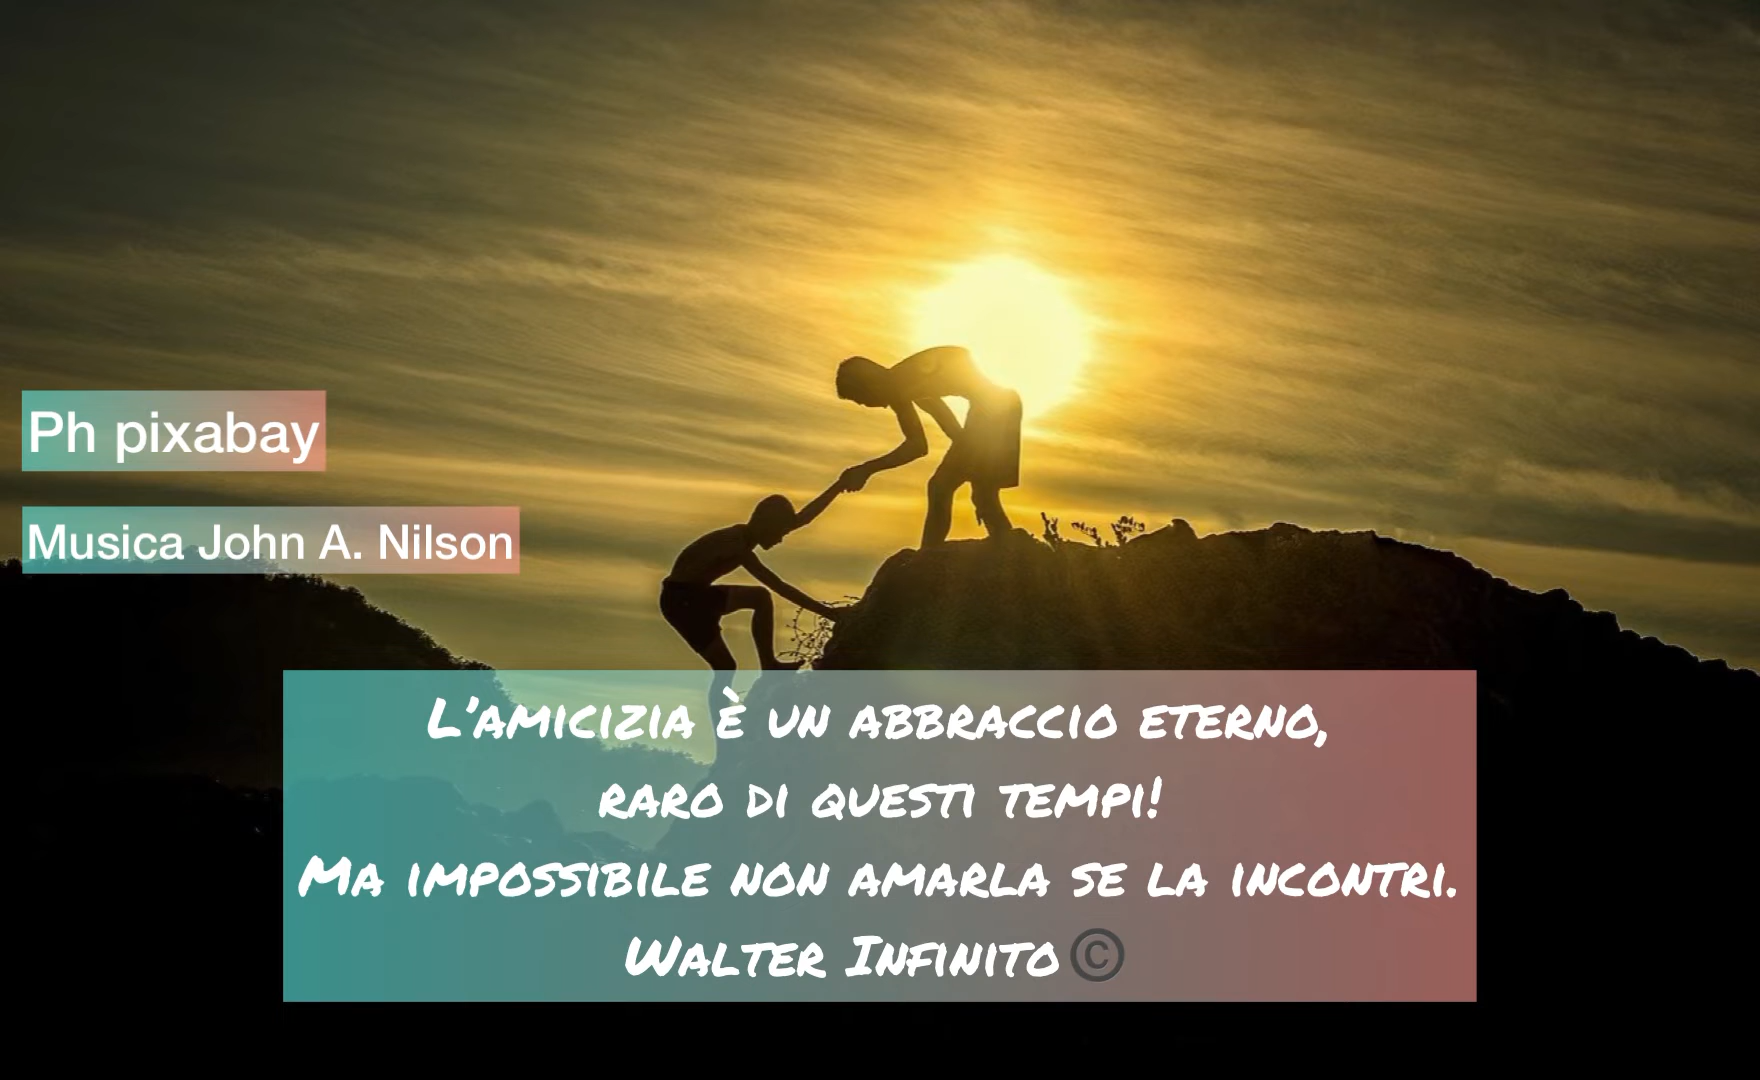 Ph pixabay
Musica John A. Nilson
L'amicizia è un abbraccio eterno,
raro di questi tempi!
Ma impossibile non amarla se la incontri.
Walter Infinito ©